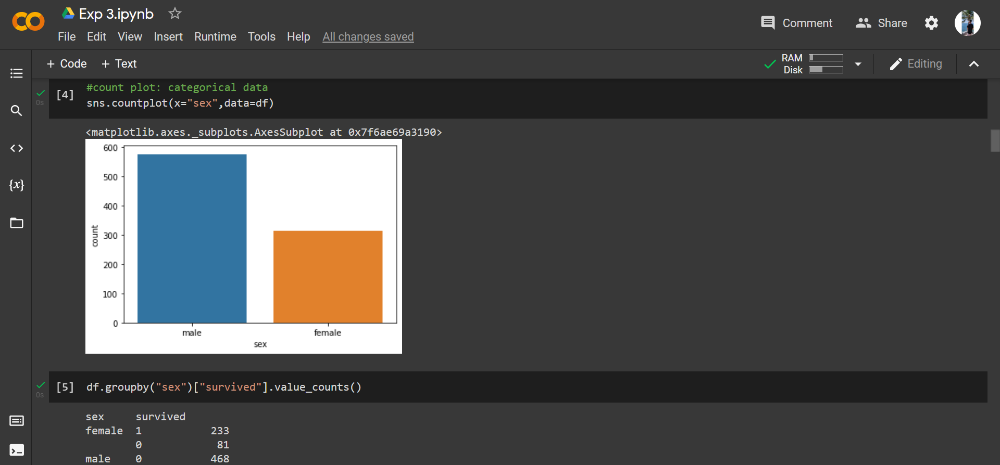 Exp 3.ipynb
File Edit View Insert Runtime Tools Help All changes saved
Comment Share
+ Code + Text
RAM
Disk
Editing
[4]
0s
#count plot: categorical data
sns.countplot(x="sex",data=df)
<matplotlib.axes._subplots.AxesSubplot at 0x7f6ae69a3190>
600
500
400
300
200
100
0
count
male female
sex
[5] df.groupby("sex")["survived"].value_counts()
0s
sex survived
female 1 233
0 81
male 0 468
{x}